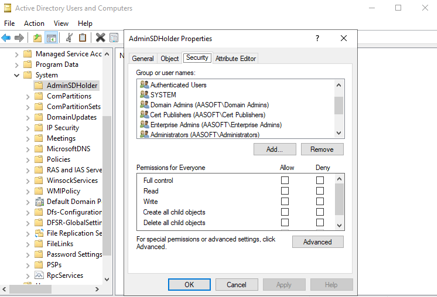 Active Directory Users and Computers
File Action View Help
Managed Service Acc
Program Data
System
AdminSDHolder
ComPartitions
ComPartitionSets
DomainUpdates
IP Security
Meetings
MicrosoftDNS
Policies
RAS and IAS Serve
WinsockServices
WMIPolicy
Default Domain P
Dfs-Configuration
DFSR-GlobalSettin
File Replication Se
FileLinks
Password Settings
PSPs
RpcServices
AdminSDHolder Properties
General Object Security Attribute Editor
Group or user names:
Authenticated Users
SYSTEM
Domain Admins (AASOFT\Domain Admins)
Cert Publishers (AASOFT\Cert Publishers)
Enterprise Admins (AASOFT\Enterprise Admins)
Administrators (AASOFT\Administrators)
Add... Remove
Permissions for Everyone Allow Deny
Full control
Read
Write
Create all child objects
Delete all child objects
For special permissions or advanced settings, click
Advanced.
Advanced
OK Cancel Apply Help